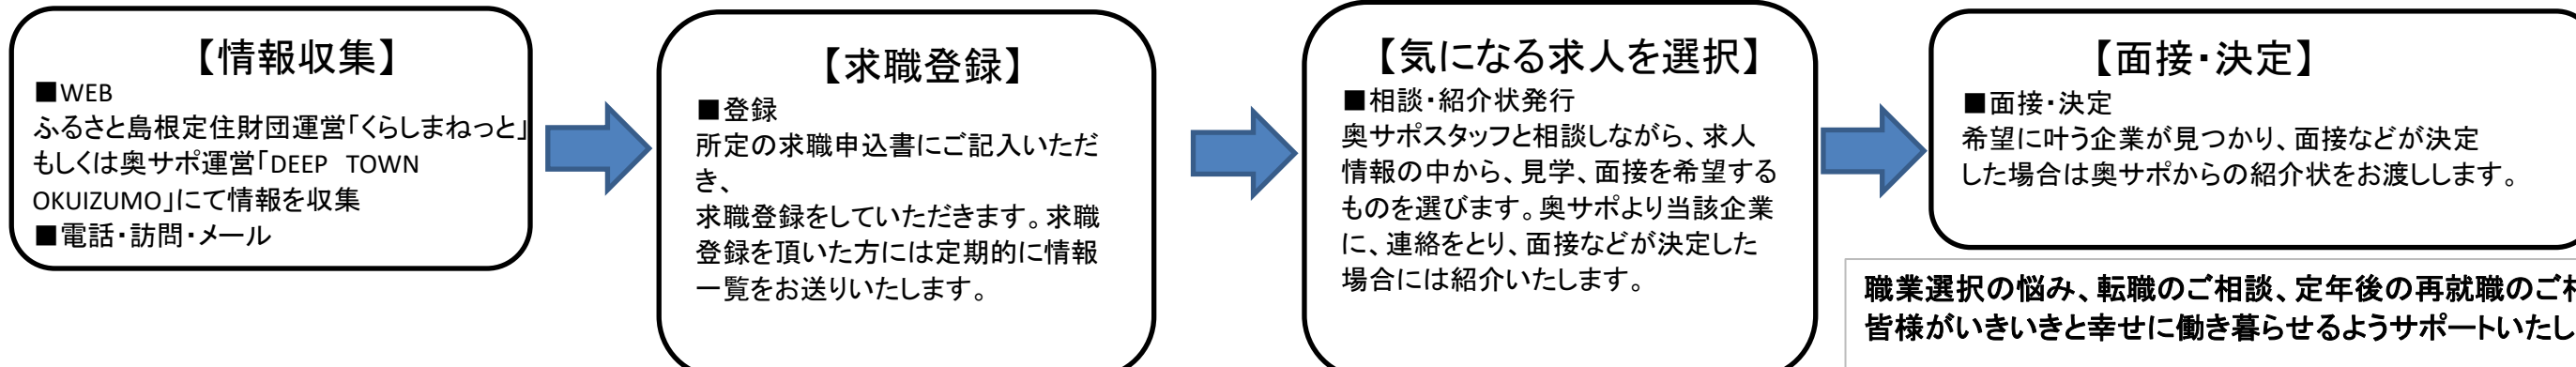 【情報収集】
■WEB
ふるさと島根定住財団運営「くらしまねっと」
もしくは奥サポ運営「DEEP　TOWN
OKUIZUMO」にて情報を収集
■電話・訪問・メール
【求職登録】
■登録
所定の求職申込書にご記入いただ
き、
求職登録をしていただきます。求職
登録を頂いた方には定期的に情報
一覧をお送りいたします。
【気になる求人を選択】
■相談・紹介状発行
奥サポスタッフと相談しながら、求人
情報の中から、見学、面接を希望する
ものを選びます。奥サポより当該企業
に、連絡をとり、面接などが決定した
場合には紹介いたします。
【面接・決定】
■面接・決定
希望に叶う企業が見つかり、面接などが決定
した場合は奥サポからの紹介状をお渡しします。
職業選択の悩み、転職のご相談、定年後の再就職のご
皆様がいきいきと幸せに働き暮らせるようサポートいたし